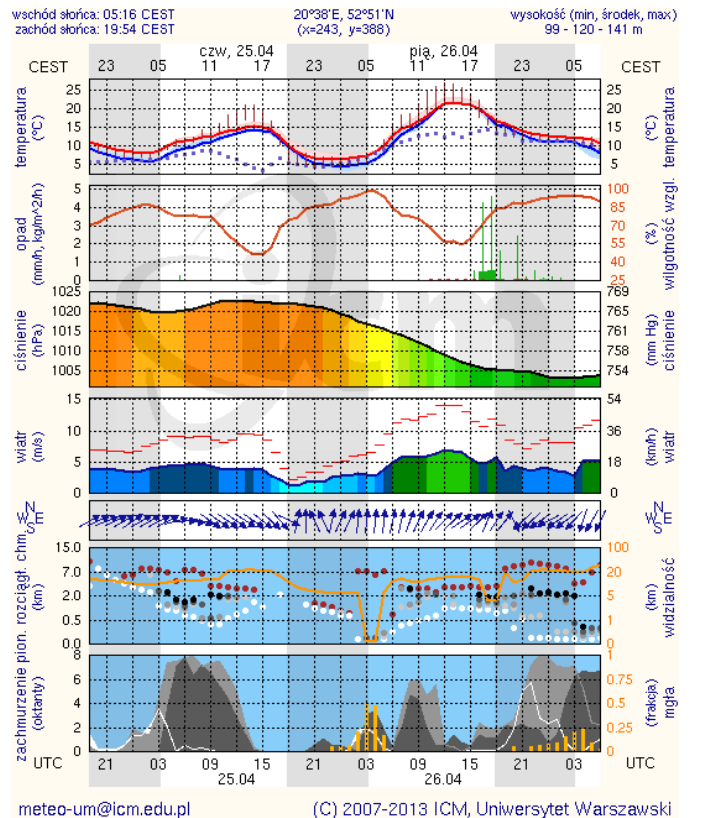 wschód słońca: 05:16 CEST 20°38'E, 52°51'N wysokość (min, środek, max)
zachód słońca: 19:54 CEST (x=243, y=388) 99 - 120 - 141 m
czw, 25.04 pią, 26.04
CEST 23 05 11 17 23 05 11 17 23 05 CEST
temperatura (°C)
25
20
15
10
5
25
20
15
10
5
(°C) temperatura
opad (mm/h, kg/m^2/h)
5
4
3
2
1
0
100
85
70
55
40
25
(%) wilgotność wzgl.
icm
ciśnienie (hPa)
1025
1020
1015
1010
1005
769
765
761
758
754
(mm Hg) ciśnienie
wiatr (m/s)
15
10
5
0
54
36
18
0
(km/h) wiatr
N
W E
S
N
W E
S
pion. rozciągł. chm. (km)
15.0
7.0
2.0
0.5
0.0
100
20
5
1
0
(km) widzialność
zachmurzenie (oktanty)
8
6
4
2
0
1
0.75
0.5
0.25
0
(frakcja) mgła
UTC 21 03 09 15 21 03 09 15 21 03 UTC
25.04 26.04
meteo-um@icm.edu.pl (C) 2007-2013 ICM, Uniwersytet Warszawski